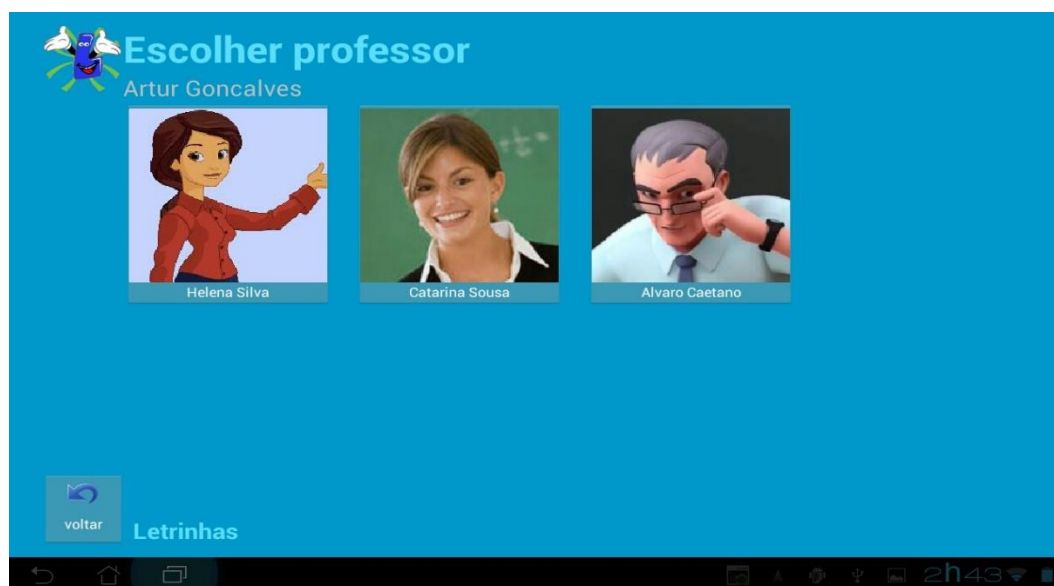 Escolher professor
Artur Goncalves
Helena Silva
Catarina Sousa
Alvaro Caetano
voltar
Letrinhas
2h43